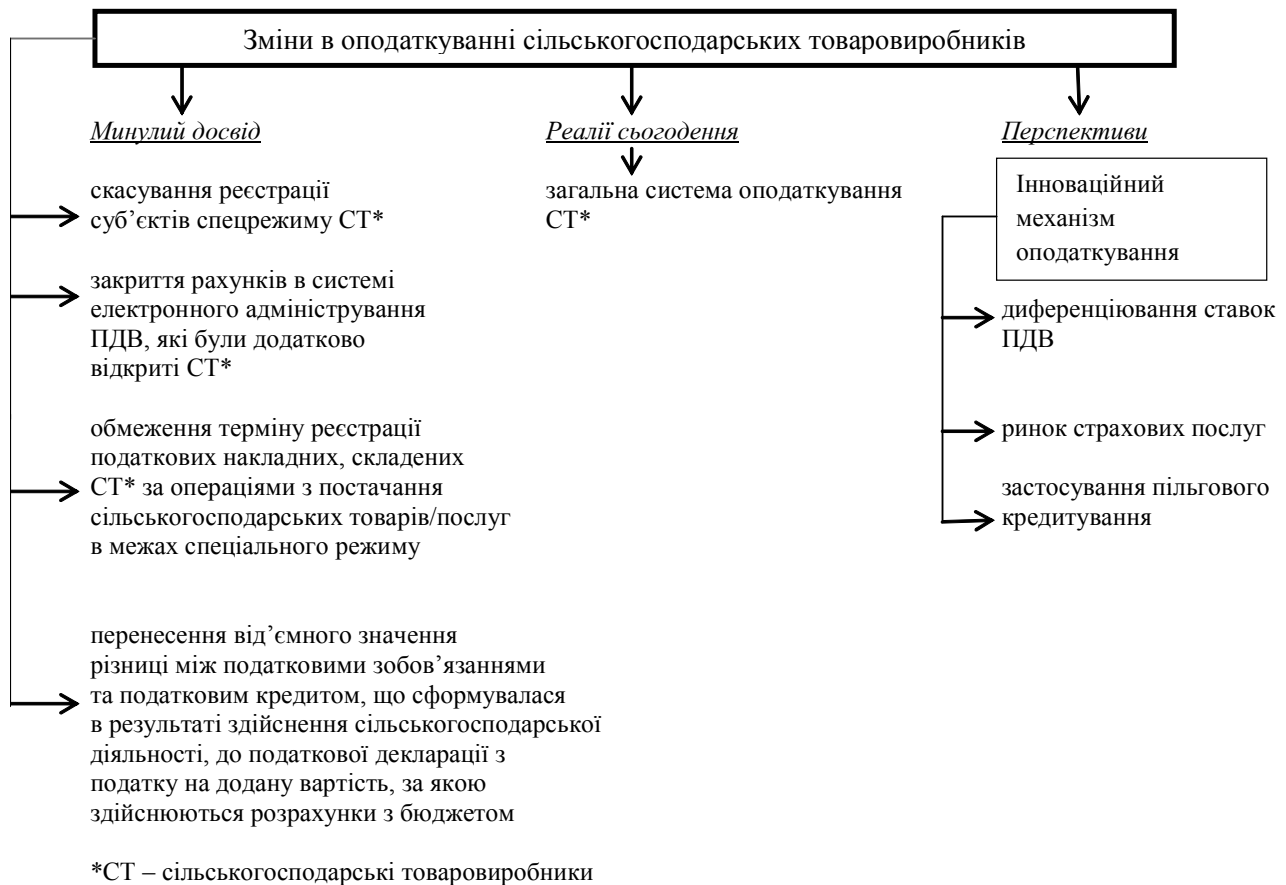 Зміни в оподаткуванні сільськогосподарських товаровиробників
Минулий досвід
скасування реєстрації
суб’єктів спецрежиму СТ*
закриття рахунків в системі
електронного адміністрування
ПДВ, які були додатково
відкриті СТ*
обмеження терміну реєстрації
податкових накладних, складених
СТ* за операціями з постачання
сільськогосподарських товарів/послуг
в межах спеціального режиму
перенесення від’ємного значення
різниці між податковими зобов’язаннями
та податковим кредитом, що сформувалася
в результаті здійснення сільськогосподарської
діяльності, до податкової декларації з
податку на додану вартість, за якою
здійснюються розрахунки з бюджетом
Реалії сьогодення
загальна система оподаткування
СТ*
Перспективи
Інноваційний
механізм
оподаткування
диференціювання ставок
ПДВ
ринок страхових послуг
застосування пільгового
кредитування
*СТ – сільськогосподарські товаровиробники